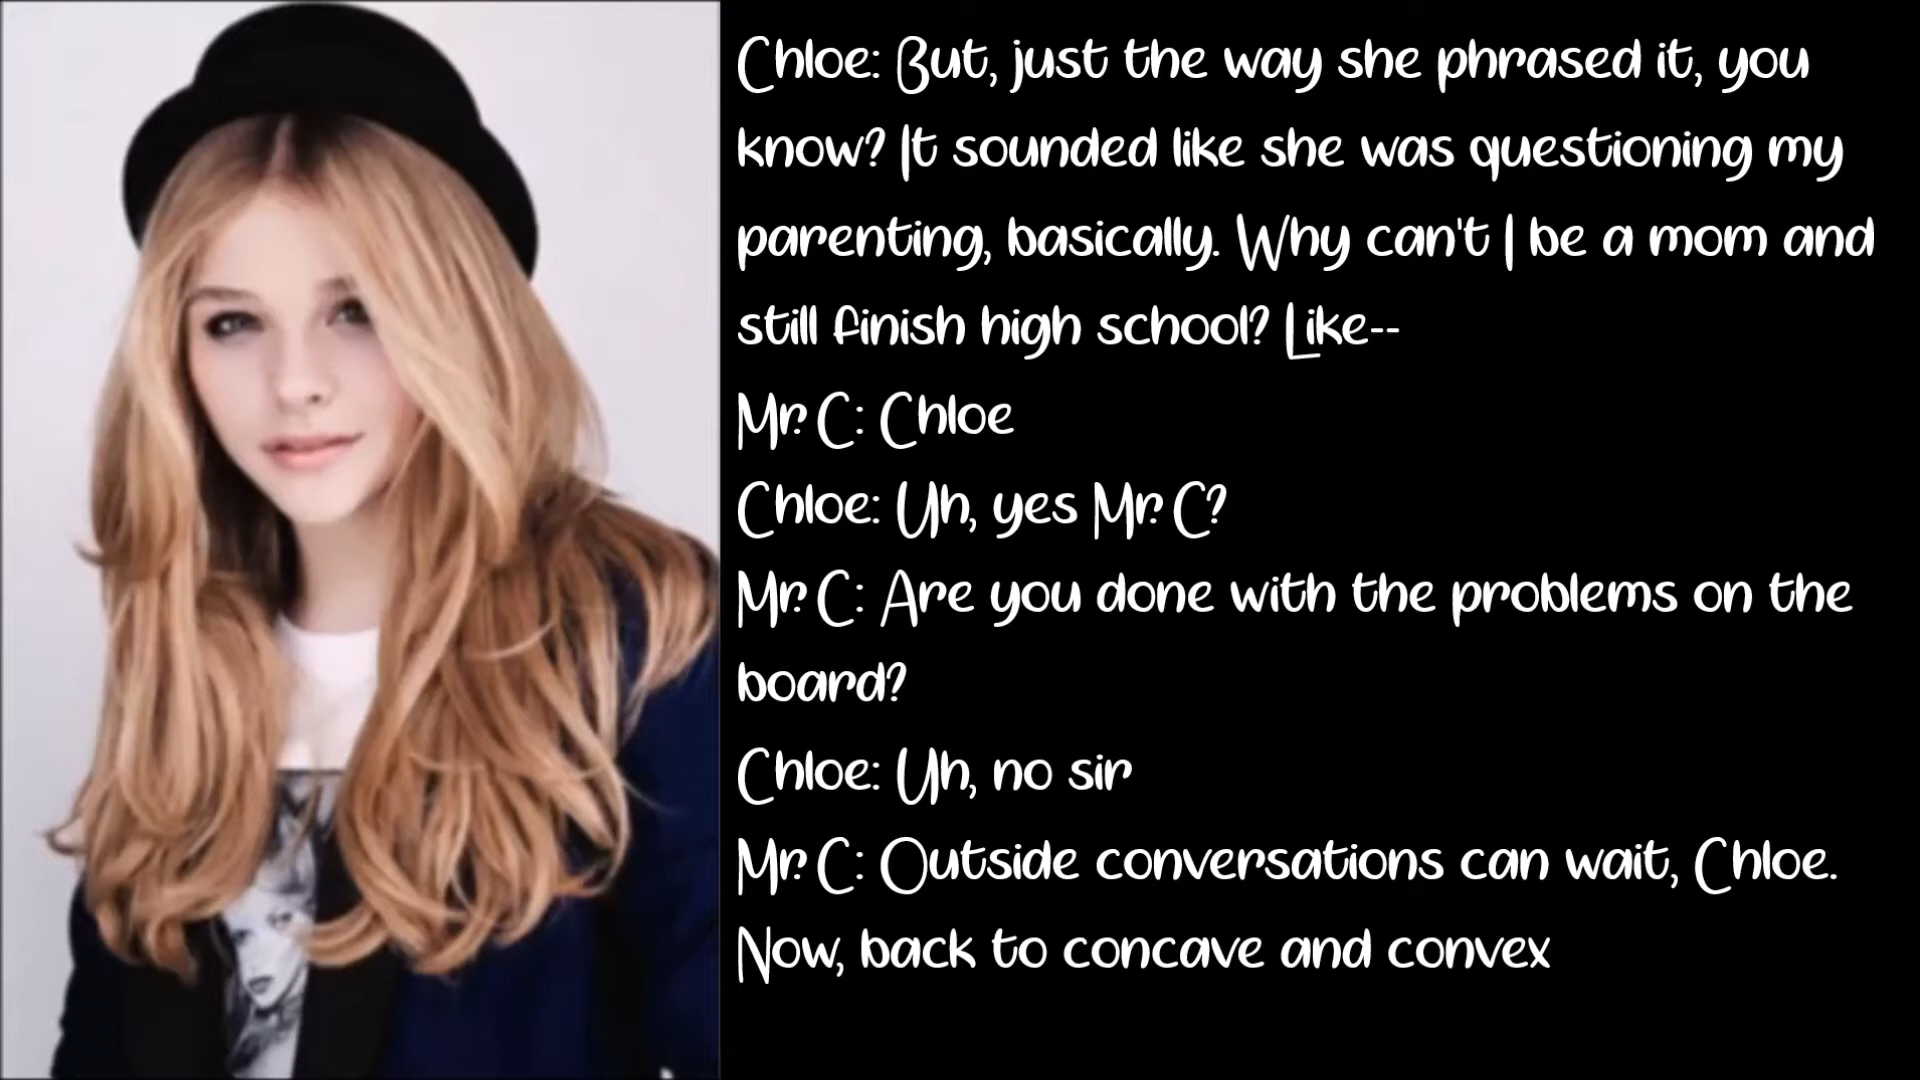 Chloe: But, just the way she phrased it, you
know? It sounded like she was questioning my
parenting, basically. Why can't I be a mom and
still finish high school? Like--
Mr. C: Chloe
Chloe: Uh, yes Mr. C?
Mr. C: Are you done with the problems on the
board?
Chloe: Uh, no sir
Mr. C: Outside conversations can wait, Chloe.
Now, back to concave and convex